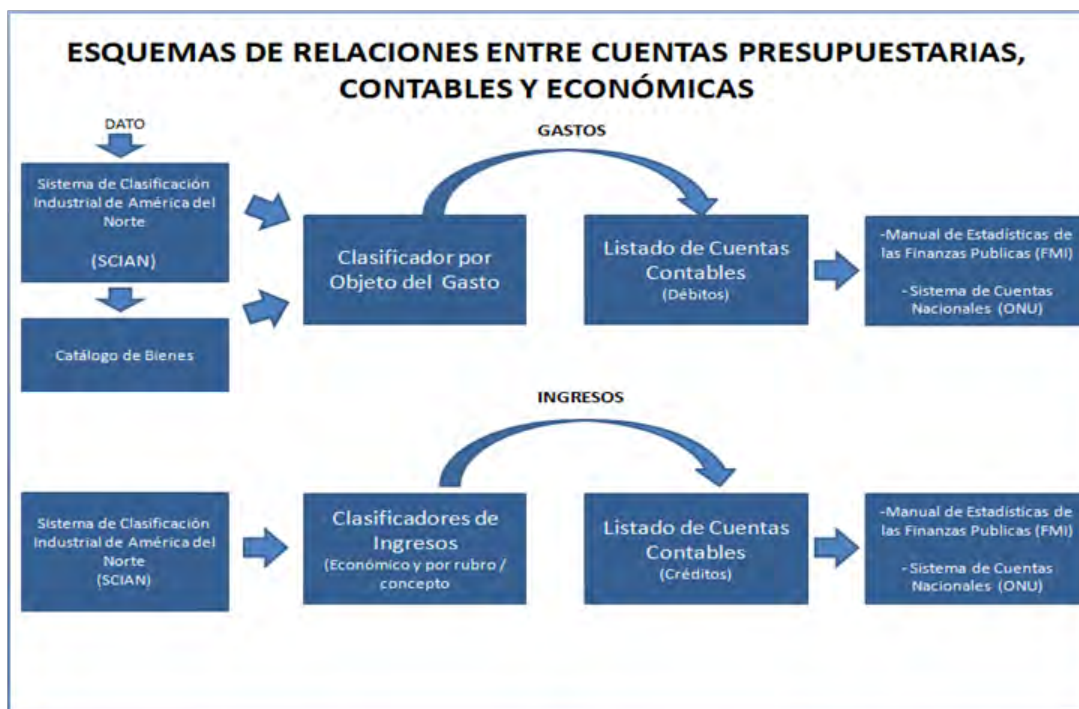 ESQUEMAS DE RELACIONES ENTRE CUENTAS PRESUPUESTARIAS,
CONTABLES Y ECONÓMICAS
DATO
GASTOS
Sistema de Clasificación
Industrial de América del
Norte
(SCIAN)
Catálogo de Bienes
Clasificador por
Objeto del Gasto
Listado de Cuentas
Contables
(Débitos)
-Manual de Estadísticas de
las Finanzas Publicas (FMI)
-Sistema de Cuentas
Nacionales (ONU)
INGRESOS
Sistema de Clasificación
Industrial de América del
Norte
(SCIAN)
Clasificadores de
Ingresos
(Económico y por rubro /
concepto
Listado de Cuentas
Contables
(Créditos)
-Manual de Estadísticas de
las Finanzas Publicas (FMI)
-Sistema de Cuentas
Nacionales (ONU)